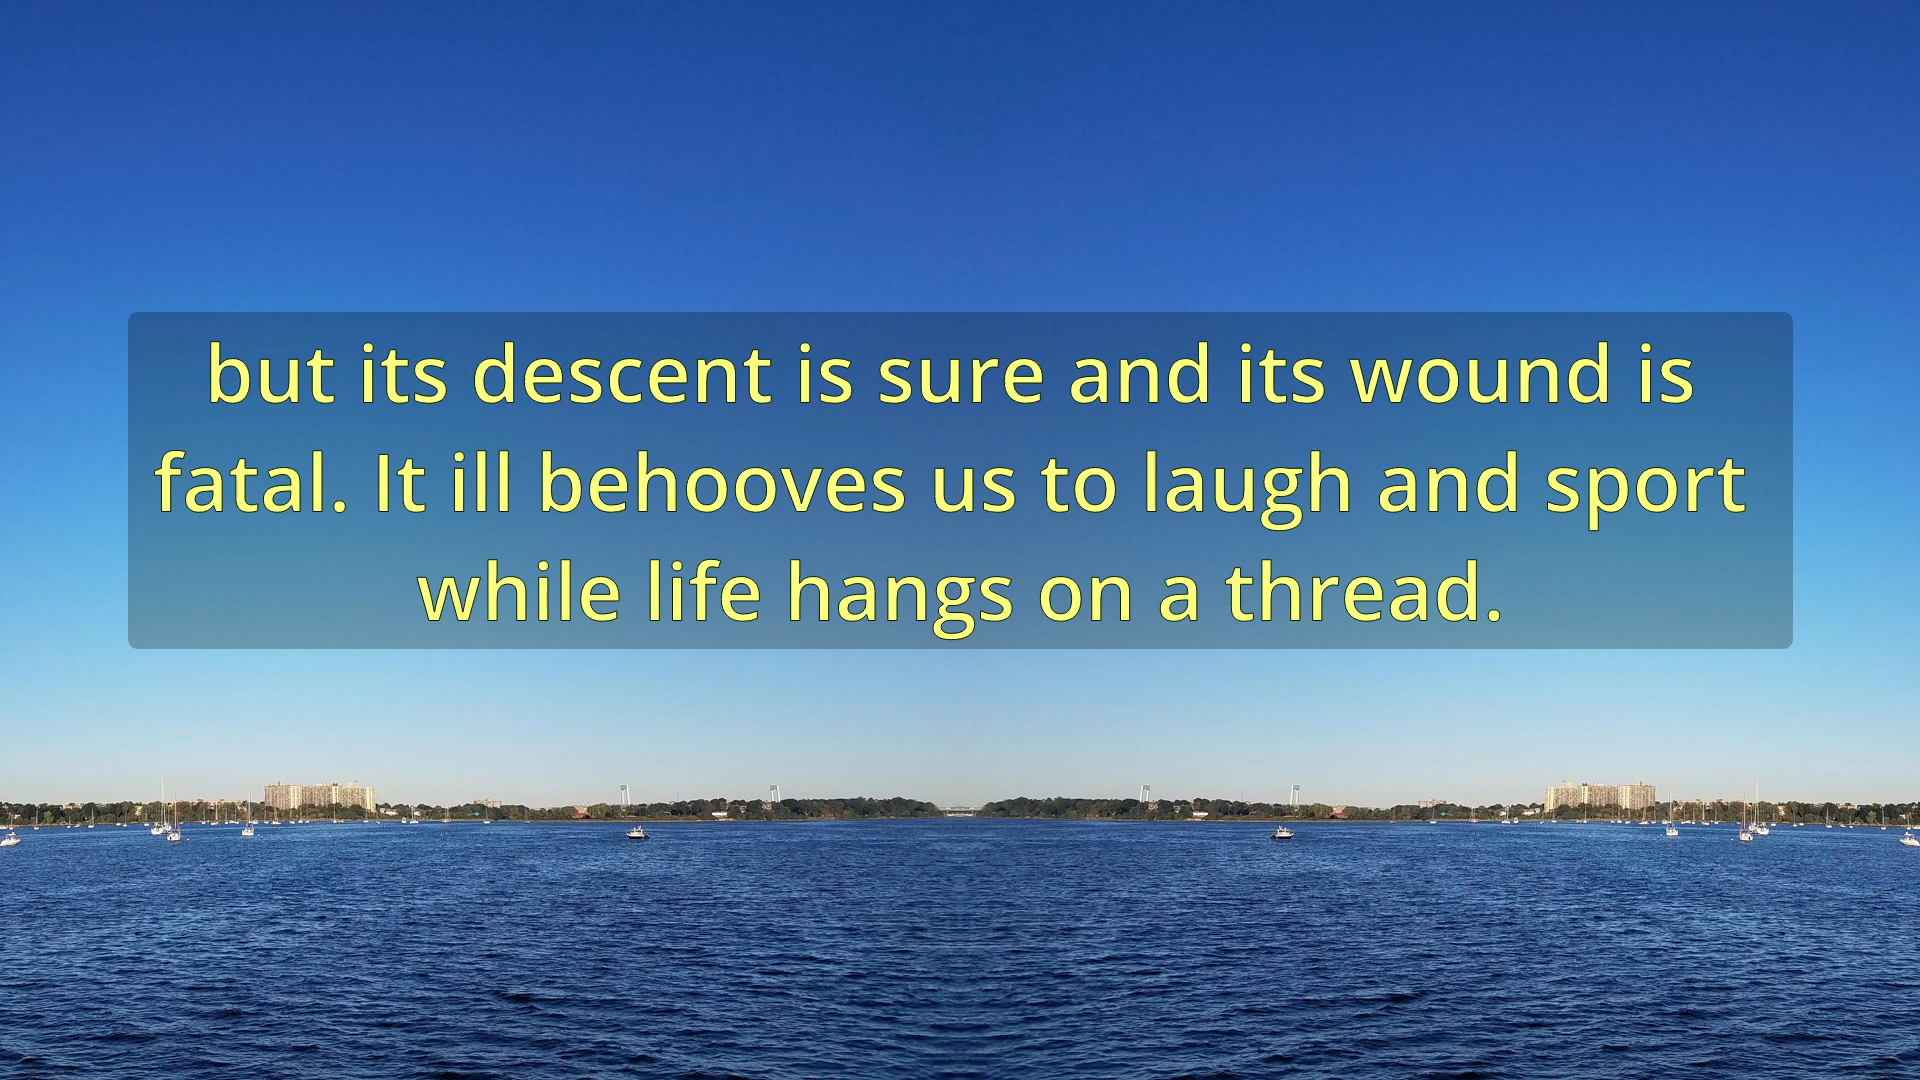 but its descent is sure and its wound is
fatal. It ill behooves us to laugh and sport
while life hangs on a thread.